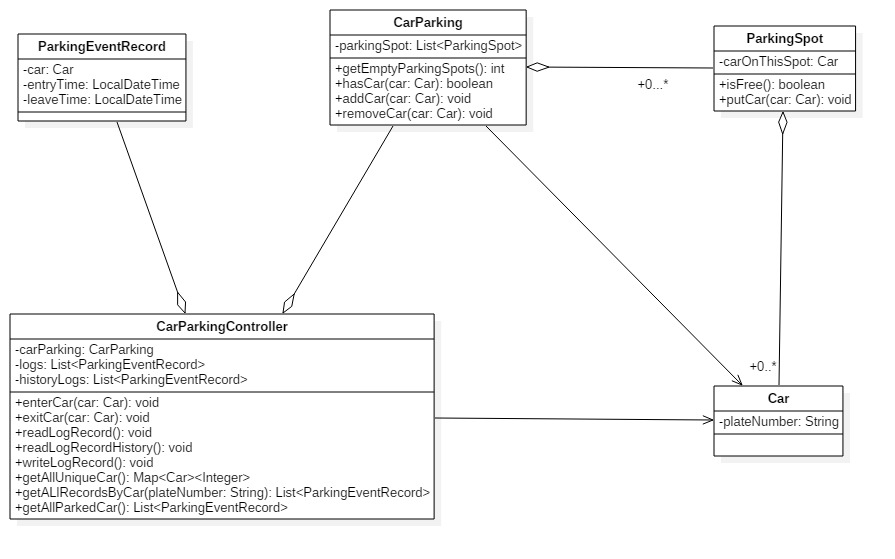 ParkingEventRecord
-car: Car
-entryTime: LocalDateTime
-leaveTime: LocalDateTime
CarParking
-parkingSpot: List<ParkingSpot>
+getEmptyParkingSpots(): int
+hasCar(car: Car): boolean
+addCar(car: Car): void
+removeCar(car: Car): void
+0...*
ParkingSpot
-carOnThisSpot: Car
+isFree(): boolean
+putCar(car: Car): void
CarParkingController
-carParking: CarParking
-logs: List<ParkingEventRecord>
-historyLogs: List<ParkingEventRecord>
+enterCar(car: Car): void
+exitCar(car: Car): void
+readLogRecord(): void
+readLogRecordHistory(): void
+writeLogRecord(): void
+getAllUniqueCar(): Map<Car><Integer>
+getALlRecordsByCar(plateNumber: String): List<ParkingEventRecord>
+getAllParkedCar(): List<ParkingEventRecord>
+0..*
Car
-plateNumber: String